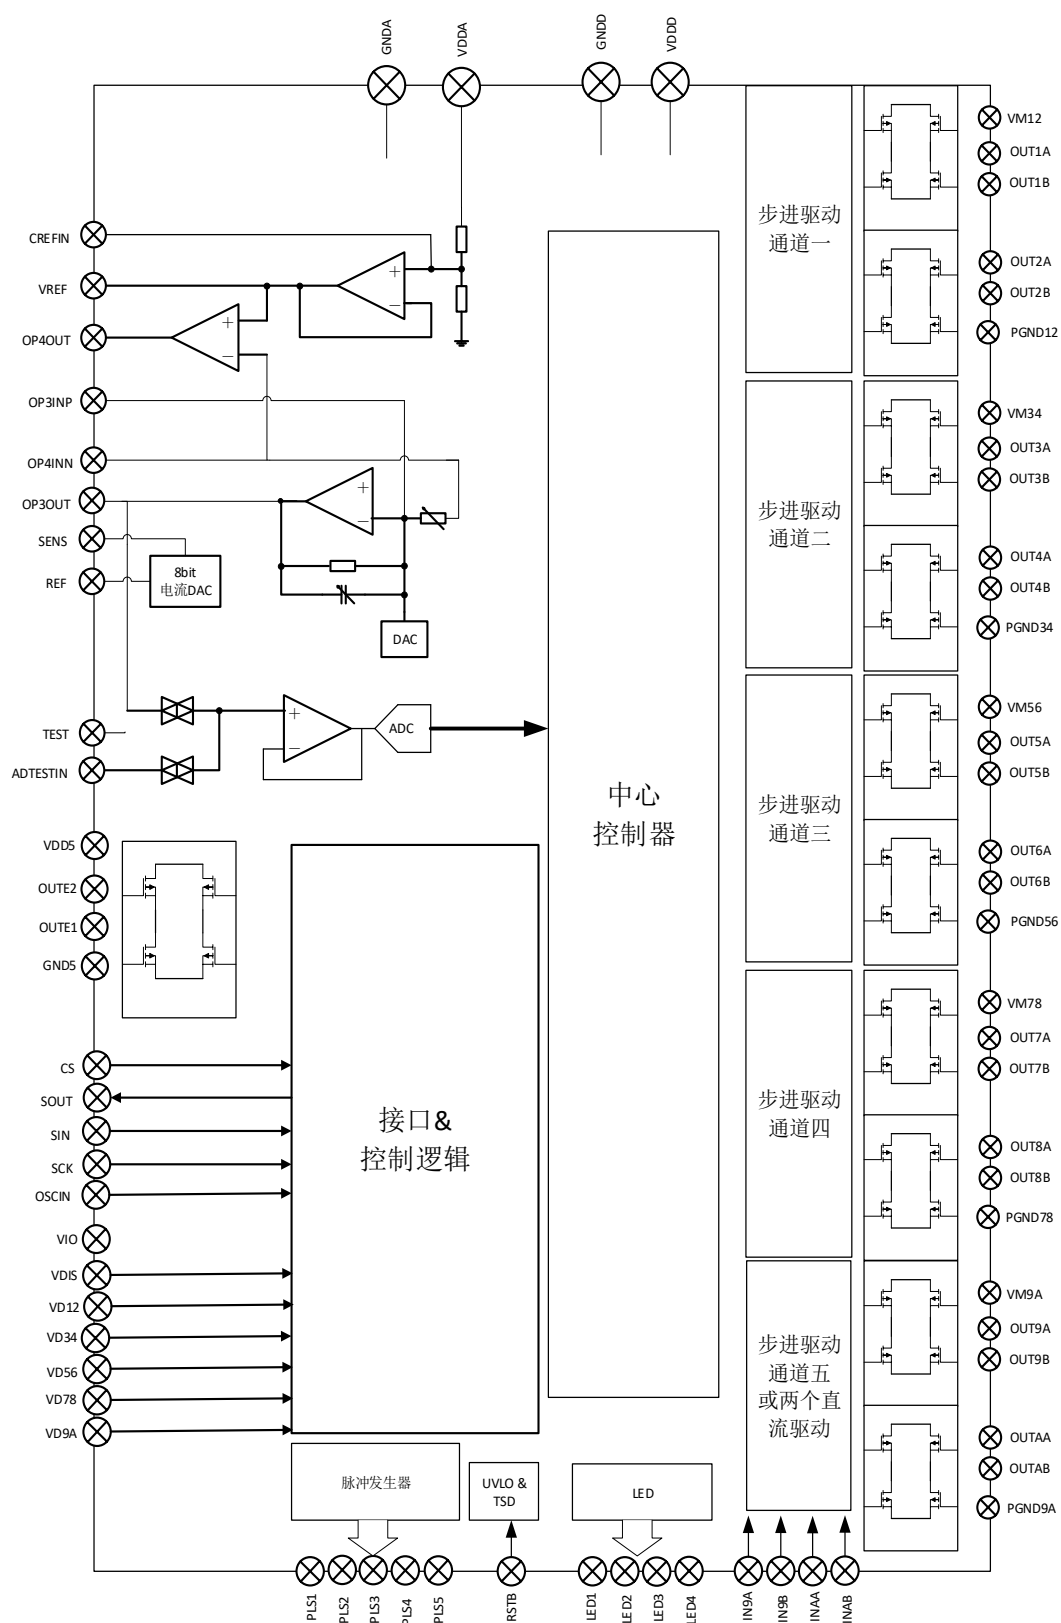 GNDA
VDDA
GNDD
VDDD
CREFIN
VREF
OP4OUT
OP3INP
OP4INN
OP3OUT
SENS
REF
TEST
ADTESTIN
VDD5
OUTE2
OUTE1
GND5
CS
SOUT
SIN
SCK
OSCIN
VIO
VDIS
VD12
VD34
VD56
VD78
VD9A
+
−
+
−
+
−
8bit
电流DAC
DAC
+
−
ADC
接口&
控制逻辑
中心
控制器
步进驱动
通道一
步进驱动
通道二
步进驱动
通道三
步进驱动
通道四
步进驱动
通道五
或两个直
流驱动
VM12
OUT1A
OUT1B
OUT2A
OUT2B
PGND12
VM34
OUT3A
OUT3B
OUT4A
OUT4B
PGND34
VM56
OUT5A
OUT5B
OUT6A
OUT6B
PGND56
VM78
OUT7A
OUT7B
OUT8A
OUT8B
PGND78
VM9A
OUT9A
OUT9B
OUTAA
OUTAB
PGND9A
脉冲发生器
UVLO &
TSD
LED
PLS1
PLS2
PLS3
PLS4
PLS5
RSTB
LED1
LED2
LED3
LED4
IN9A
IN9B
INAA
INAB